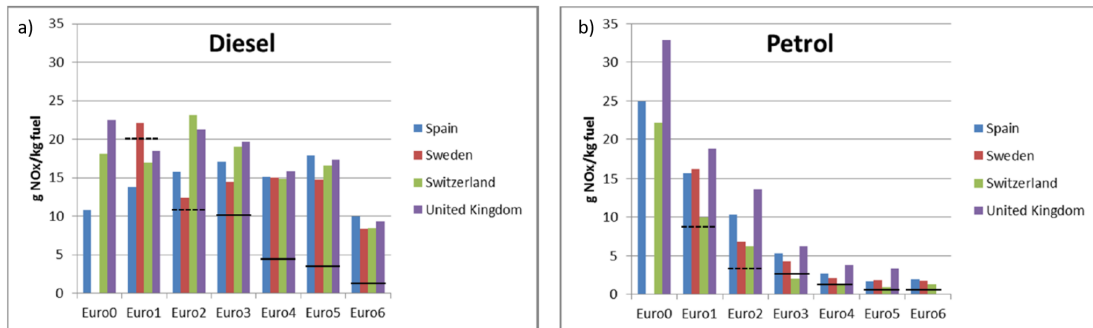 a)
Diesel
g NOx/kg fuel
35
30
25
20
15
10
5
0
Euro0 Euro1 Euro2 Euro3 Euro4 Euro5 Euro6
Spain
Sweden
Switzerland
United Kingdom
b)
Petrol
g NOx/kg fuel
35
30
25
20
15
10
5
0
Euro0 Euro1 Euro2 Euro3 Euro4 Euro5 Euro6
Spain
Sweden
Switzerland
United Kingdom